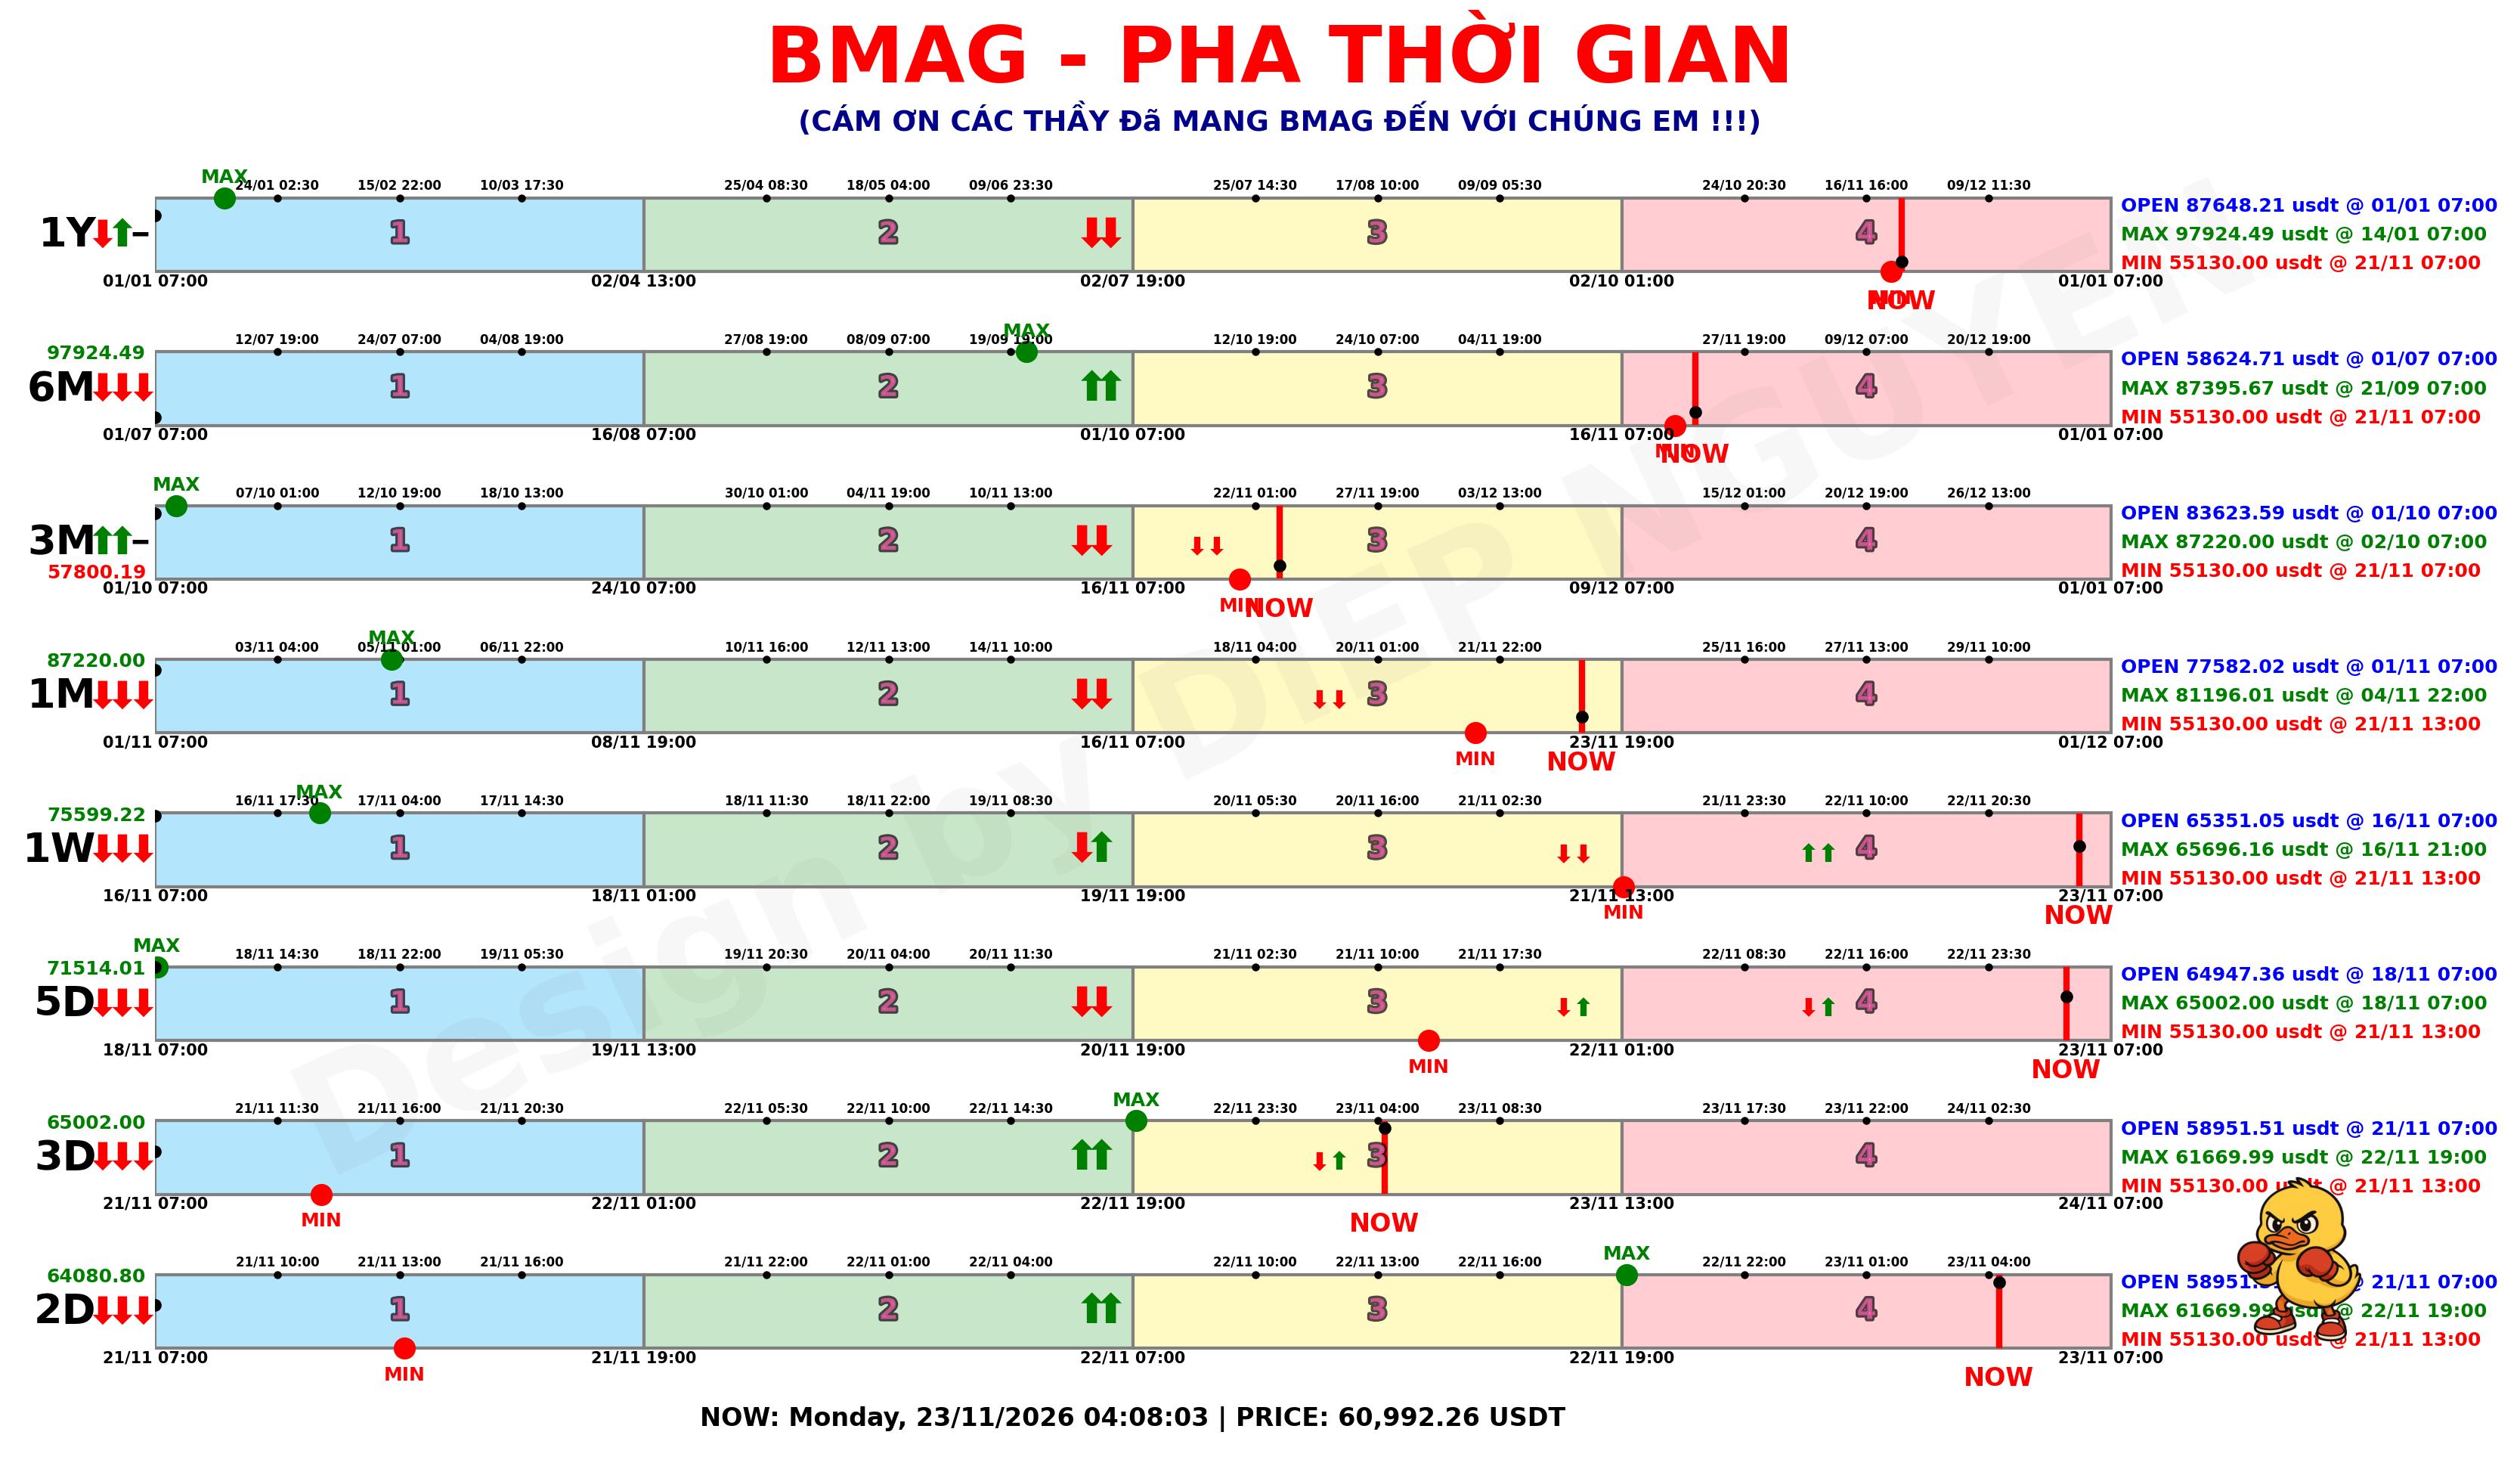 BMAG - PHA THỜI GIAN
(CÁM ƠN CÁC THẦY Đã MANG BMAG ĐẾN VỚI CHÚNG EM !!!)
MAX
24/01 02:30 15/02 22:00 10/03 17:30 25/04 08:30 18/05 04:00 09/06 23:30 25/07 14:30 17/08 10:00 09/09 05:30 24/10 20:30 16/11 16:00 09/12 11:30
OPEN 87648.21 usdt @ 01/01 07:00
1Y⬇⬆– 1 2 ⬇⬇ 3 4
MAX 97924.49 usdt @ 14/01 07:00
MIN 55130.00 usdt @ 21/11 07:00
01/01 07:00 02/04 13:00 02/07 19:00 02/10 01:00 01/01 07:00
MIN NOW
MAX
12/07 19:00 24/07 07:00 04/08 19:00 27/08 19:00 08/09 07:00 19/09 19:00 12/10 19:00 24/10 07:00 04/11 19:00 27/11 19:00 09/12 07:00 20/12 19:00
97924.49
OPEN 58624.71 usdt @ 01/07 07:00
6M⬇⬇⬇ 1 2 ⬆⬆ 3 4
MAX 87395.67 usdt @ 21/09 07:00
MIN 55130.00 usdt @ 21/11 07:00
01/07 07:00 16/08 07:00 01/10 07:00 16/11 07:00 01/01 07:00
MIN NOW
MAX
07/10 01:00 12/10 19:00 18/10 13:00 30/10 01:00 04/11 19:00 10/11 13:00 22/11 01:00 27/11 19:00 03/12 13:00 15/12 01:00 20/12 19:00 26/12 13:00
OPEN 83623.59 usdt @ 01/10 07:00
3M⬆⬆– 1 2 ⬇⬇ ⬇⬇ 3 4
MAX 87220.00 usdt @ 02/10 07:00
57800.19
MIN 55130.00 usdt @ 21/11 07:00
01/10 07:00 24/10 07:00 16/11 07:00 09/12 07:00 01/01 07:00
MIN NOW
MAX
03/11 04:00 05/11 01:00 06/11 22:00 10/11 16:00 12/11 13:00 14/11 10:00 18/11 04:00 20/11 01:00 21/11 22:00 25/11 16:00 27/11 13:00 29/11 10:00
87220.00
OPEN 77582.02 usdt @ 01/11 07:00
1M⬇⬇⬇ 1 2 ⬇⬇ ⬇⬇ 3 4
MAX 81196.01 usdt @ 04/11 22:00
MIN 55130.00 usdt @ 21/11 13:00
01/11 07:00 08/11 19:00 16/11 07:00 23/11 19:00 01/12 07:00
MIN NOW
MAX
16/11 17:30 17/11 04:00 17/11 14:30 18/11 11:30 18/11 22:00 19/11 08:30 20/11 05:30 20/11 16:00 21/11 02:30 21/11 23:30 22/11 10:00 22/11 20:30
75599.22
OPEN 65351.05 usdt @ 16/11 07:00
1W⬇⬇⬇ 1 2 ⬇⬆ 3 ⬇⬇ ⬆⬆ 4
MAX 65696.16 usdt @ 16/11 21:00
MIN 55130.00 usdt @ 21/11 13:00
16/11 07:00 18/11 01:00 19/11 19:00 21/11 13:00 23/11 07:00
MIN NOW
MAX
18/11 14:30 18/11 22:00 19/11 05:30 19/11 20:30 20/11 04:00 20/11 11:30 21/11 02:30 21/11 10:00 21/11 17:30 22/11 08:30 22/11 16:00 22/11 23:30
71514.01
OPEN 64947.36 usdt @ 18/11 07:00
5D⬇⬇⬇ 1 2 ⬇⬇ 3 ⬇⬆ ⬇⬆ 4
MAX 65002.00 usdt @ 18/11 07:00
MIN 55130.00 usdt @ 21/11 13:00
18/11 07:00 19/11 13:00 20/11 19:00 22/11 01:00 23/11 07:00
MIN NOW
MAX
21/11 11:30 21/11 16:00 21/11 20:30 22/11 05:30 22/11 10:00 22/11 14:30 22/11 23:30 23/11 04:00 23/11 08:30 23/11 17:30 23/11 22:00 24/11 02:30
65002.00
OPEN 58951.51 usdt @ 21/11 07:00
3D⬇⬇⬇ 1 2 ⬆⬆ ⬇⬆ 3 4
MAX 61669.99 usdt @ 22/11 19:00
MIN 55130.00 usdt @ 21/11 13:00
21/11 07:00 22/11 01:00 22/11 19:00 23/11 13:00 24/11 07:00
MIN NOW
MAX
21/11 10:00 21/11 13:00 21/11 16:00 21/11 22:00 22/11 01:00 22/11 04:00 22/11 10:00 22/11 13:00 22/11 16:00 22/11 22:00 23/11 01:00 23/11 04:00
64080.80
OPEN @ 21/11 07:00
2D⬇⬇⬇ 1 2 ⬆⬆ 3 4
MAX 61669.99 usdt @ 22/11 19:00
MIN 55130.00 usdt @ 21/11 13:00
21/11 07:00 21/11 19:00 22/11 07:00 22/11 19:00 23/11 07:00
MIN NOW
NOW: Monday, 23/11/2026 04:08:03 | PRICE: 60,992.26 USDT
Design by DIEP NGUYEN